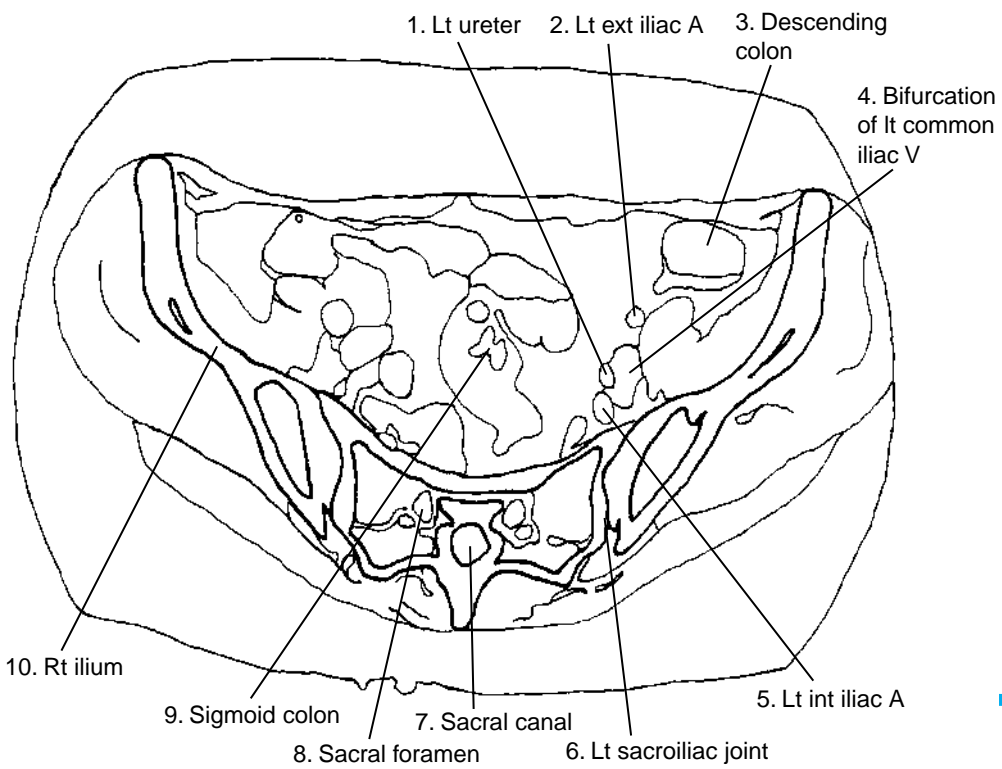 1. Lt ureter
2. Lt ext iliac A
3. Descending
colon
4. Bifurcation
of lt common
iliac V
5. Lt int iliac A
6. Lt sacroiliac joint
7. Sacral canal
8. Sacral foramen
9. Sigmoid colon
10. Rt ilium